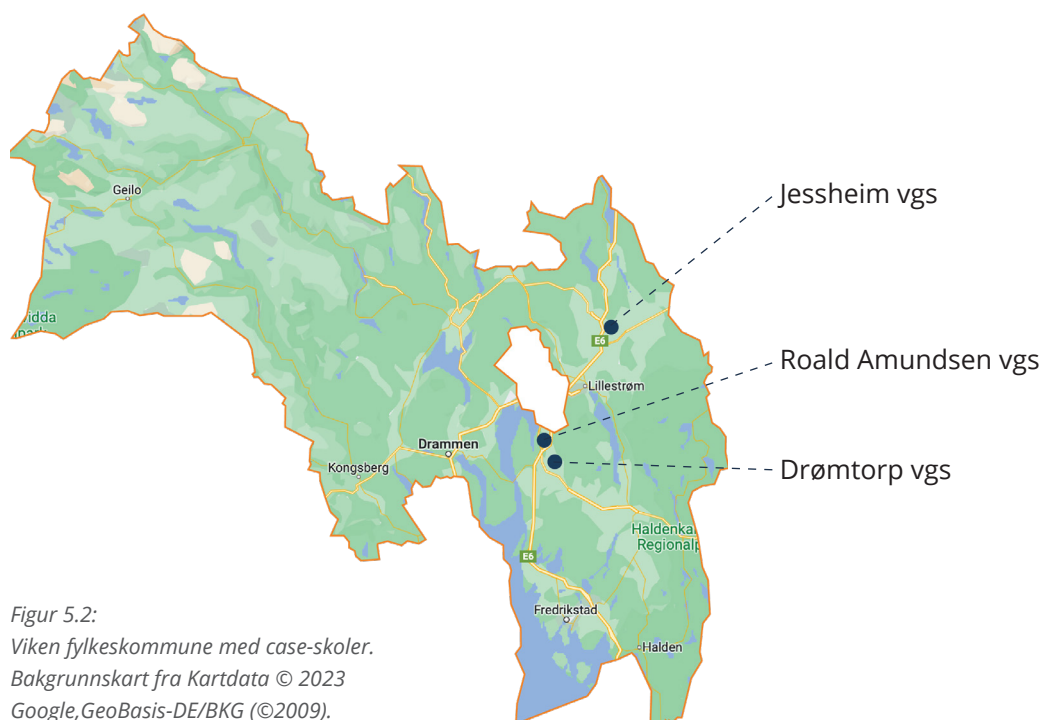 Jessheim vgs
Geilo
vidda
E6
Roald Amundsen vgs
Lillestrøm
Drammen
Kongsberg
Drømtorp vgs
Regionalp
E6
Fredrikstad
Halden
Figur 5.2:
Viken fylkeskommune med case-skoler.
Bakgrunnskart fra Kartdata © 2023
Google,GeoBasis-DE/BKG (©2009).